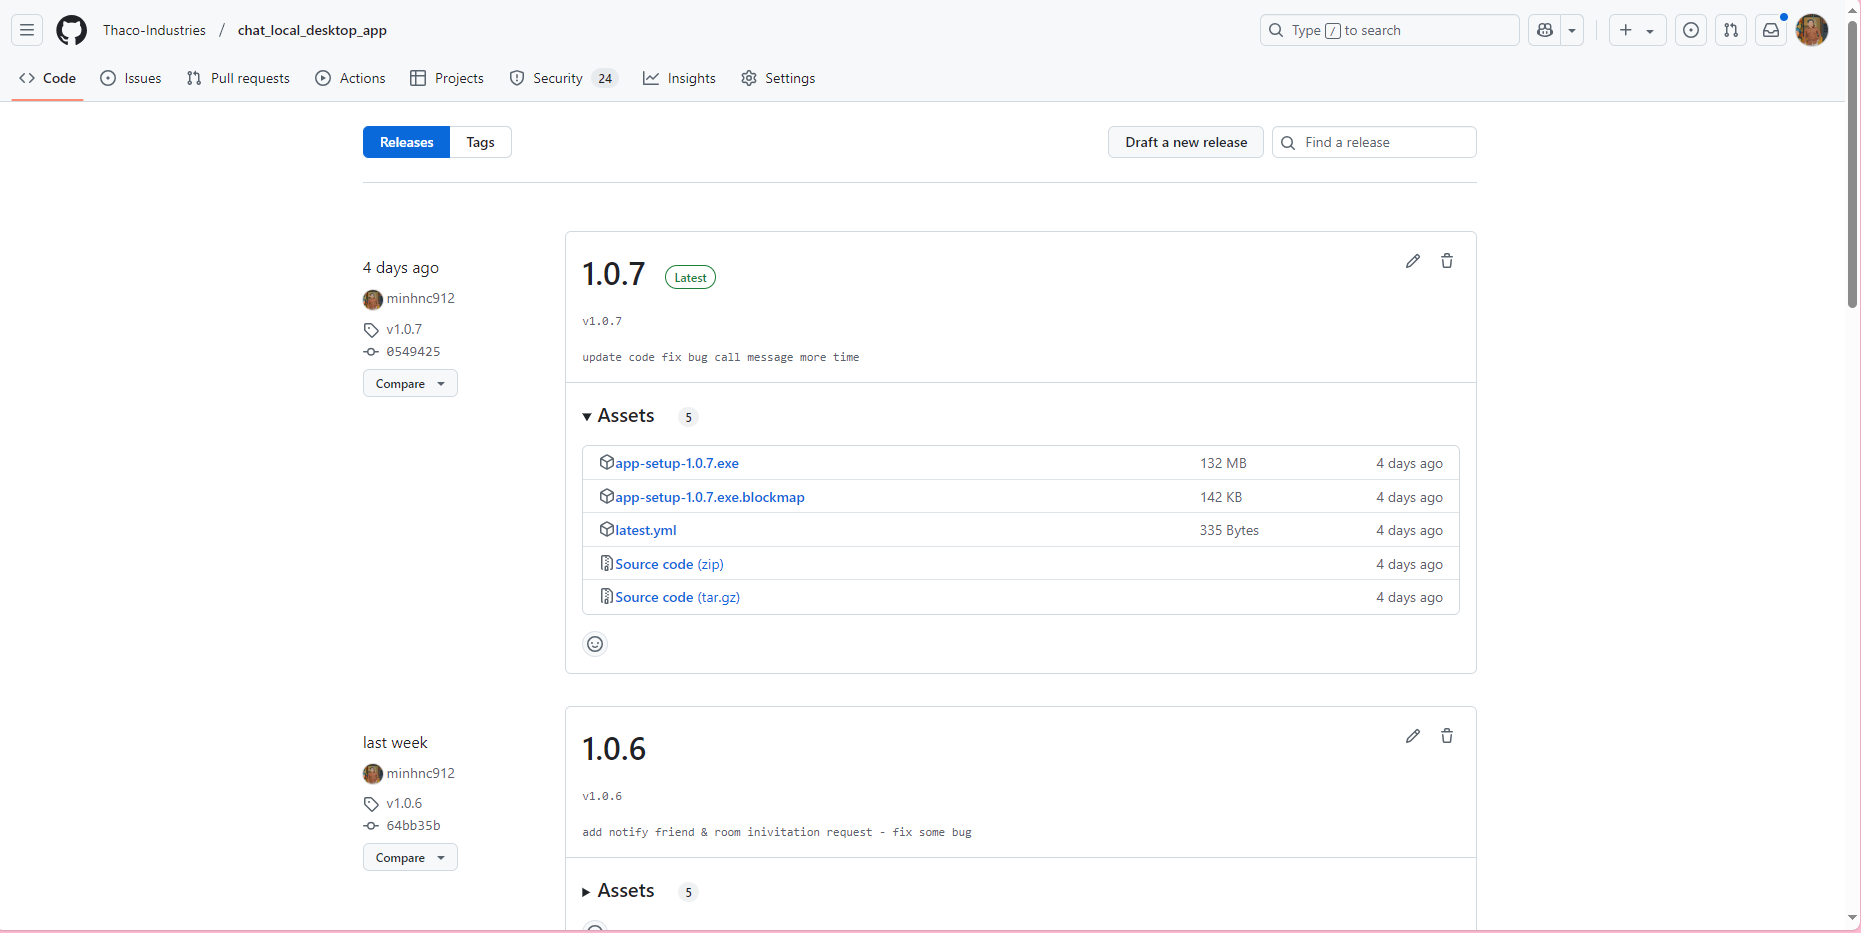 Thaco-Industries / chat_local_desktop_app
Type / to search
Code
Issues
Pull requests
Actions
Projects
Security 24
Insights
Settings
Releases
Tags
Draft a new release
Find a release
4 days ago
minhnc912
v1.0.7
0549425
Compare
1.0.7 Latest
v1.0.7
update code fix bug call message more time
Assets 5
app-setup-1.0.7.exe 132 MB 4 days ago
app-setup-1.0.7.exe.blockmap 142 KB 4 days ago
latest.yml 335 Bytes 4 days ago
Source code (zip) 4 days ago
Source code (tar.gz) 4 days ago
last week
minhnc912
v1.0.6
64bb35b
Compare
1.0.6
v1.0.6
add notify friend & room inivitation request - fix some bug
Assets 5